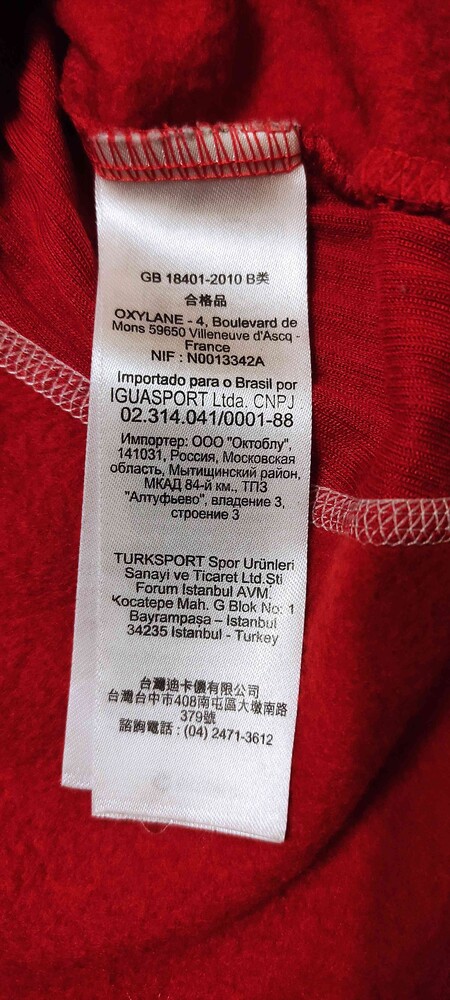 GB 18401-2010 B类
合格品
OXYLANE - 4, Boulevard de
Mons 59650 Villeneuve d'Ascq -
France
NIF : N0013342A
Importado para o Brasil por
IGUASPORT Ltda. CNPJ
02.314.041/0001-88
Импортер: ООО "Октоблу",
141031, Россия, Московская
область, Мытищинский район,
МКАД 84-й км., ТПЗ
"Алтуфьево", владение 3,
строение 3
TURKSPORT Spor Urünleri
Sanayi ve Ticaret Ltd.Sti
Forum Istanbul AVM.
Kocatepe Mah. G Blok No: 1
Bayrampaşa – Istanbul
34235 Istanbul - Turkey
台灣迪卡儂有限公司
台灣台中市408南屯區大墩南路
379號
諮詢電話 : (04) 2471-3612